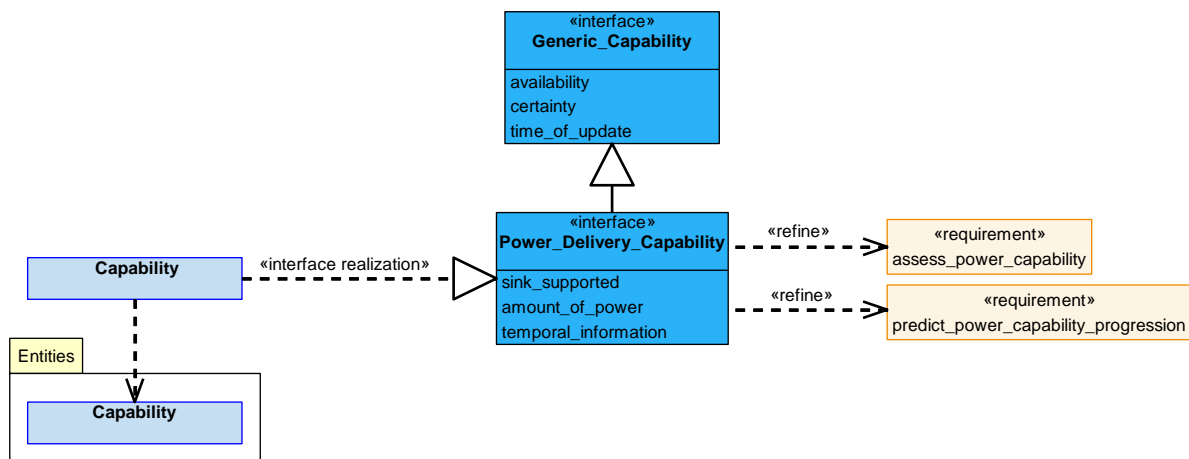 «interface»
Generic_Capability
availability
certainty
time_of_update
«interface»
Power_Delivery_Capability
sink_supported
amount_of_power
temporal_information
«refine»
«requirement»
assess_power_capability
«refine»
«requirement»
predict_power_capability_progression
Capability
«interface realization»
Entities
Capability